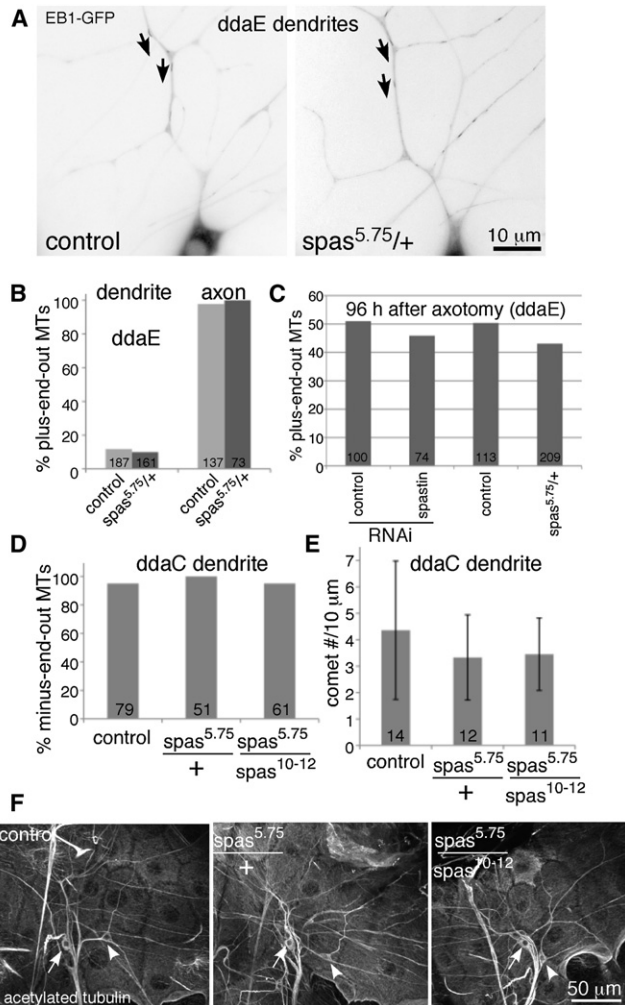 A
EB1-GFP
ddaE dendrites
control
spas5.75/+
10 µm
B
dendrite axon
ddaE
% plus-end-out MTs
100
80
60
40
20
0
187 161 137 73
control
spas5.75/+
control
spas5.75/+
C
96 h after axotomy (ddaE)
% plus-end-out MTs
60
50
40
30
20
10
0
100 74 113 209
control
spastin
control
spas5.75/+
RNAi
D
ddaC dendrite
% minus-end-out MTs
100
80
60
40
20
0
79 51 61
control
spas5.75
+
spas5.75
spas10-12
E
ddaC dendrite
comet #/10 µm
7
6
5
4
3
2
1
0
14 12 11
control
spas5.75
+
spas5.75
spas10-12
F
control
acetylated tubulin
spas5.75
+
spas5.75
spas10-12
50 µm